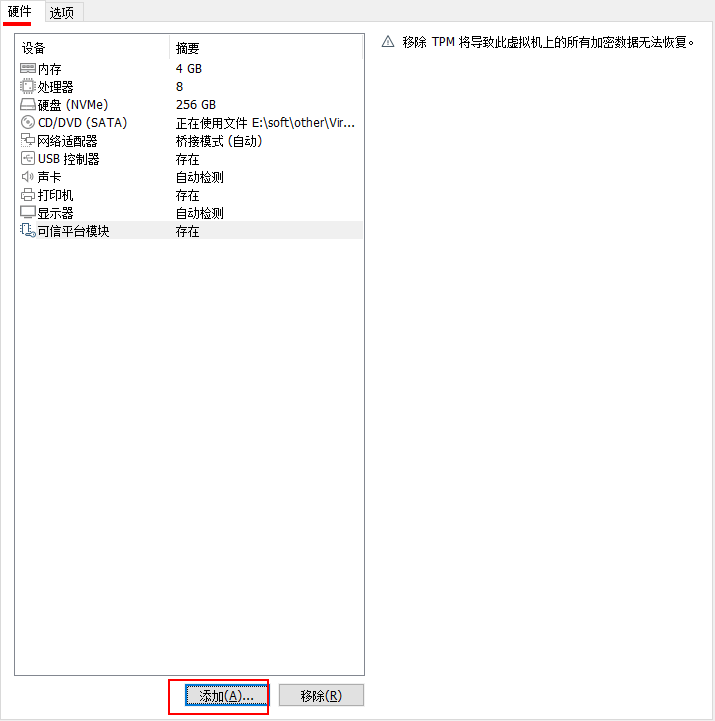 硬件 选项
设备 摘要
内存 4 GB
处理器 8
硬盘 (NVMe) 256 GB
CD/DVD (SATA) 正在使用文件 E:\soft\other\Vir...
网络适配器 桥接模式 (自动)
USB 控制器 存在
声卡 自动检测
打印机 存在
显示器 自动检测
可信平台模块 存在
移除 TPM 将导致此虚拟机上的所有加密数据无法恢复。
添加(A)... 移除(R)